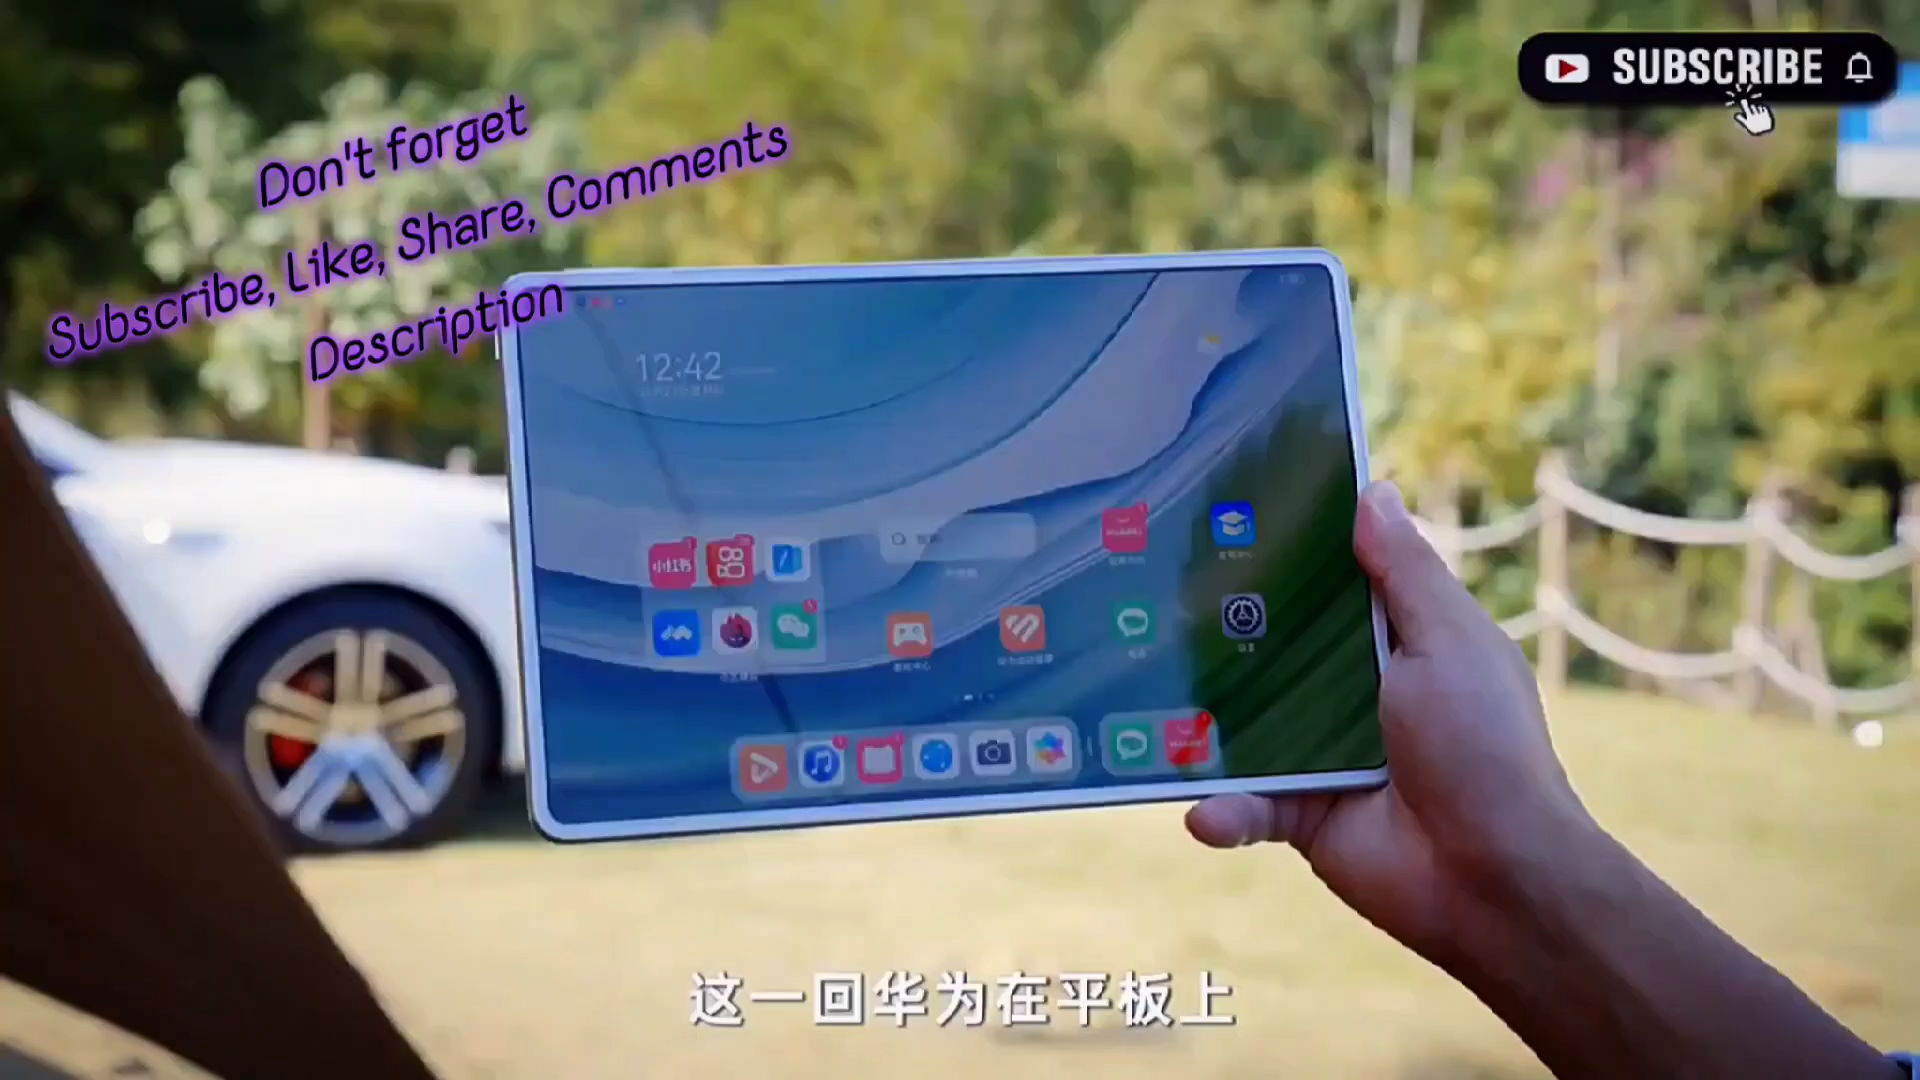 SUBSCRIBE
Don't forget
Subscribe, Like, Share, Comments
Description
12:42
小红书
这一回华为在平板上